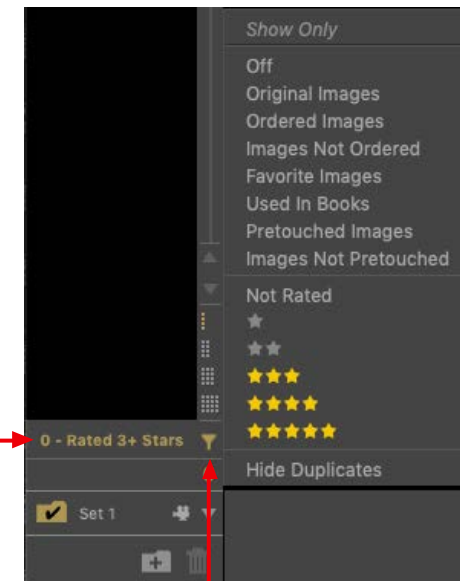 Show Only
Off
Original Images
Ordered Images
Images Not Ordered
Favorite Images
Used In Books
Pretouched Images
Images Not Pretouched
Not Rated
Hide Duplicates
0 - Rated 3+ Stars
Set 1